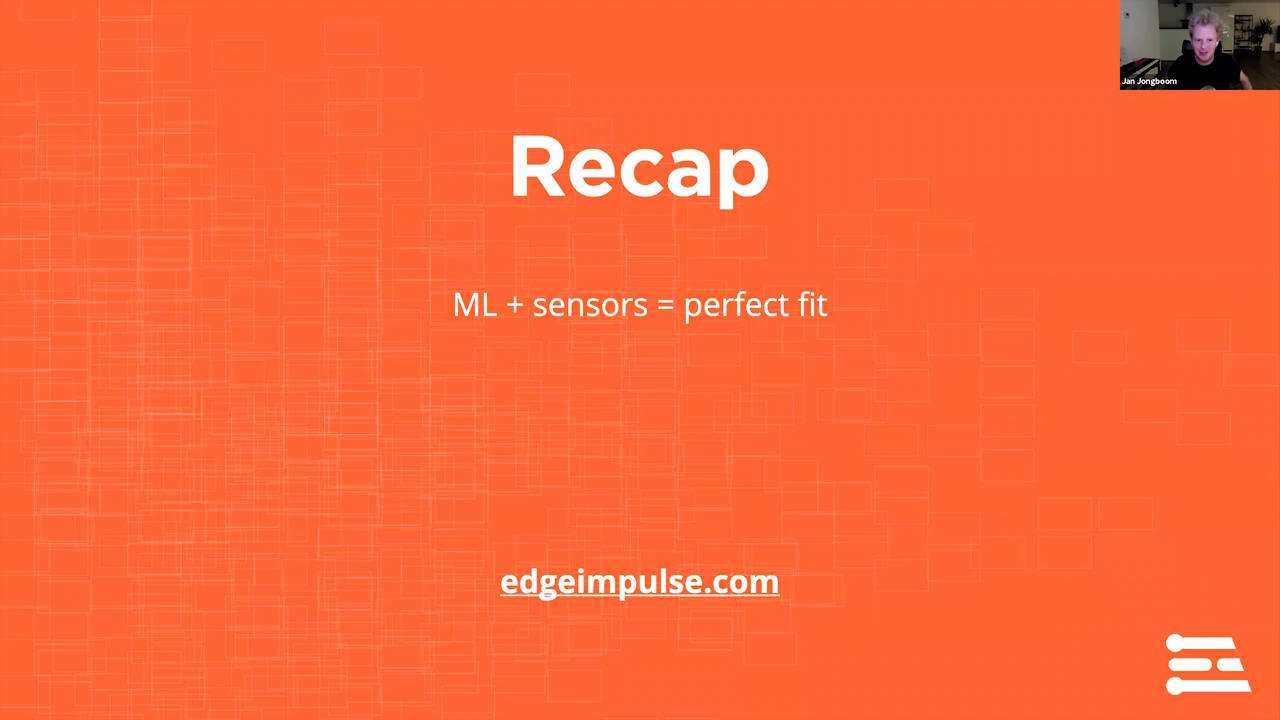 Jan Jongboom
Recap
ML + sensors = perfect fit
edgeimpulse.com